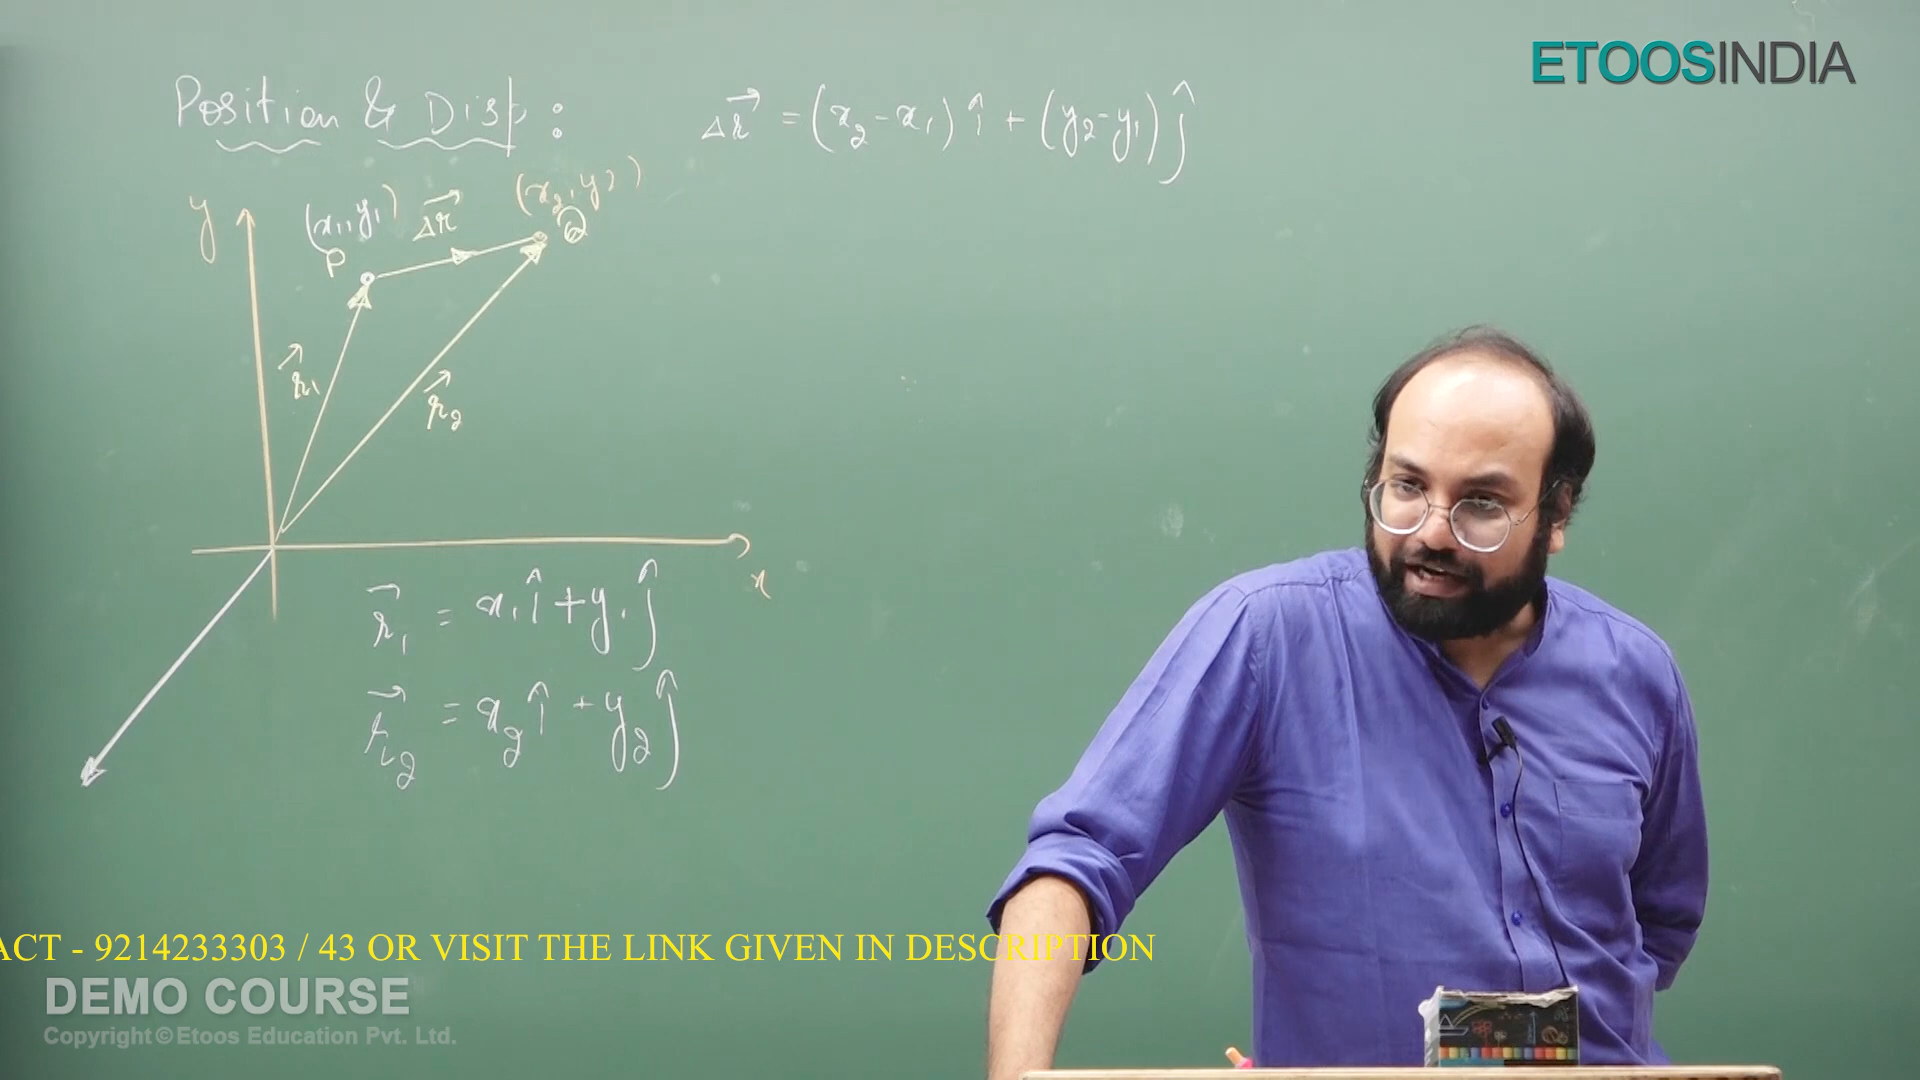 ETOOSINDIA
Position & Disp :
Δr⃗ = (x₂ - x₁) î + (y₂ - y₁) ĵ
y
(x₁, y₁)
Δr⃗
(x₂, y₂)
P
Q
r⃗₁
r⃗₂
x
r⃗₁ = x₁ î + y₁ ĵ
r⃗₂ = x₂ î + y₂ ĵ
ACT - 9214233303 / 43 OR VISIT THE LINK GIVEN IN DESCRIPTION
DEMO COURSE
Copyright © Etoos Education Pvt. Ltd.